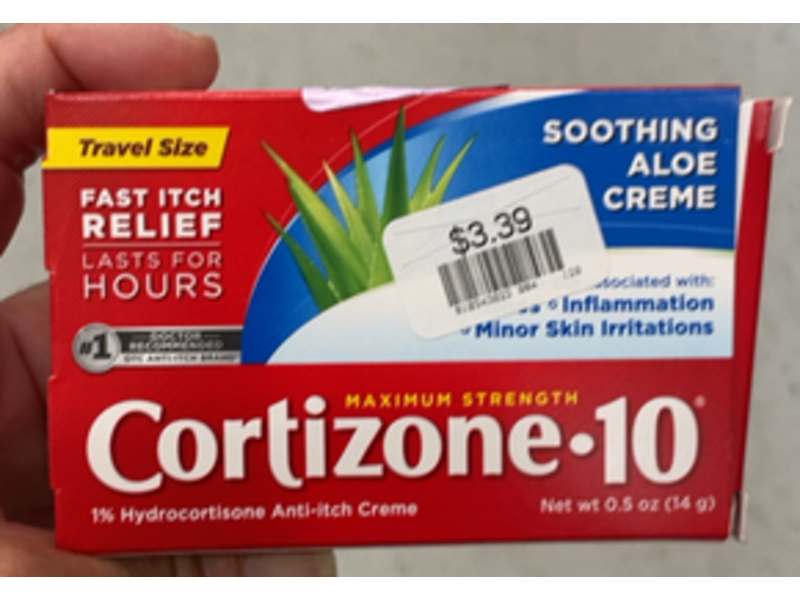 Travel Size
FAST ITCH
RELIEF
LASTS FOR
HOURS
#1 DOCTOR
RECOMMENDED
OTC ANTI-ITCH BRAND
SOOTHING
ALOE
CREME
$3.39
associated with:
Inflammation
Minor Skin Irritations
MAXIMUM STRENGTH
Cortizone•10®
1% Hydrocortisone Anti-itch Creme
Net wt 0.5 oz (14 g)